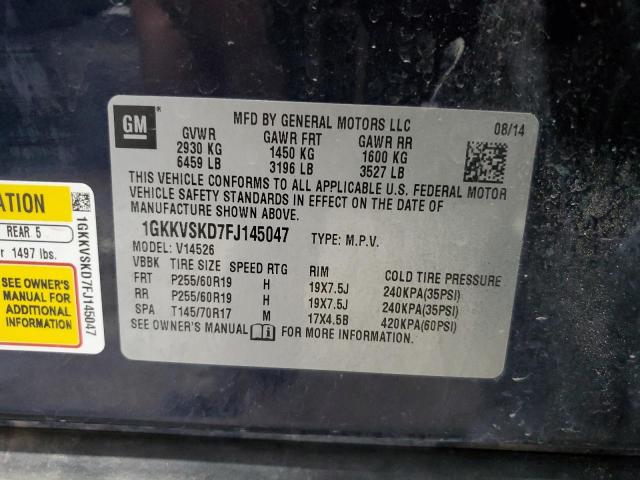 GM ®
MFD BY GENERAL MOTORS LLC 08/14
GVWR GAWR FRT GAWR RR
2930 KG 1450 KG 1600 KG
6459 LB 3196 LB 3527 LB
THIS VEHICLE CONFORMS TO ALL APPLICABLE U.S. FEDERAL MOTOR
VEHICLE SAFETY STANDARDS IN EFFECT ON THE DATE OF
MANUFACTURE SHOWN ABOVE.
1GKKVSKD7FJ145047 TYPE: M.P.V.
MODEL: V14526
VBBK TIRE SIZE SPEED RTG RIM COLD TIRE PRESSURE
FRT P255/60R19 H 19X7.5J 240KPA(35PSI)
RR P255/60R19 H 19X7.5J 240KPA(35PSI)
SPA T145/70R17 M 17X4.5B 420KPA(60PSI)
SEE OWNER'S MANUAL FOR MORE INFORMATION.
REAR 5
1497 lbs.
SEE OWNER'S
MANUAL FOR
ADDITIONAL
INFORMATION
1GKKVSKD7FJ145047